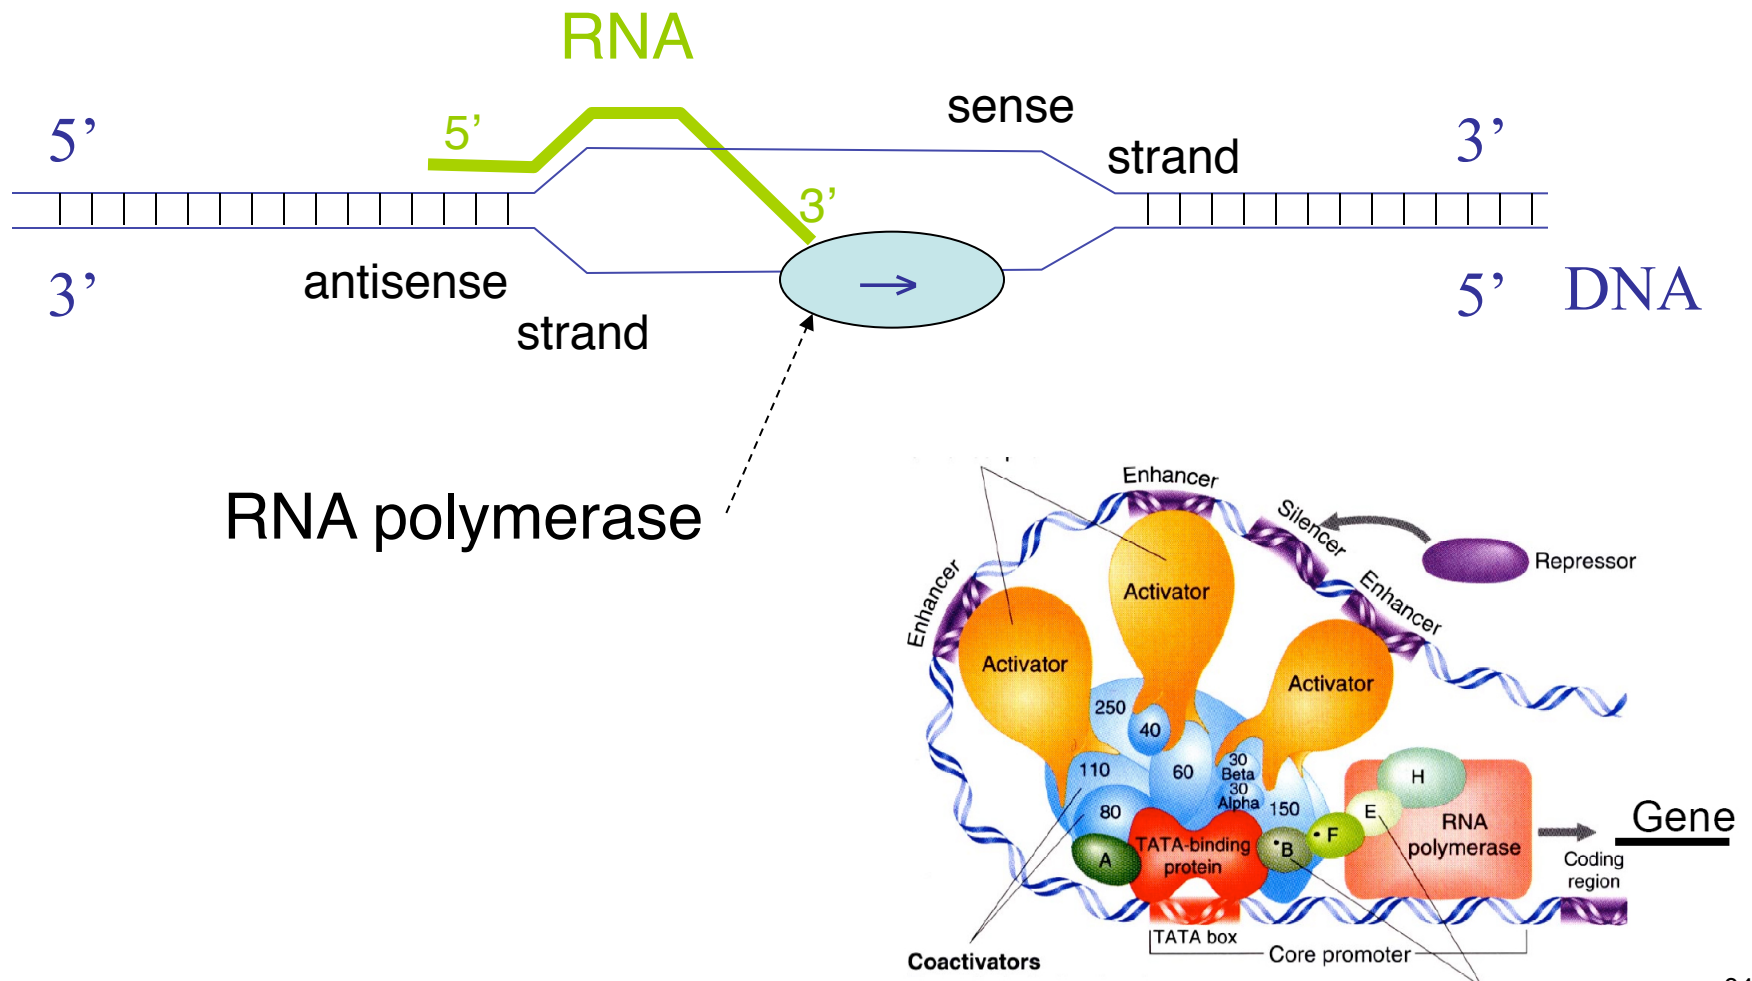 RNA
5’
5’
sense
strand
3’
3’
3’
antisense
strand
5’
DNA
RNA polymerase
Enhancer
Silencer
Repressor
Enhancer
Enhancer
Activator
Activator
Activator
250
40
110
60
30
Beta
30
Alpha
80
150
A
TATA-binding
protein
B
F
E
H
RNA
polymerase
Gene
Coding
region
TATA box
Core promoter
Coactivators